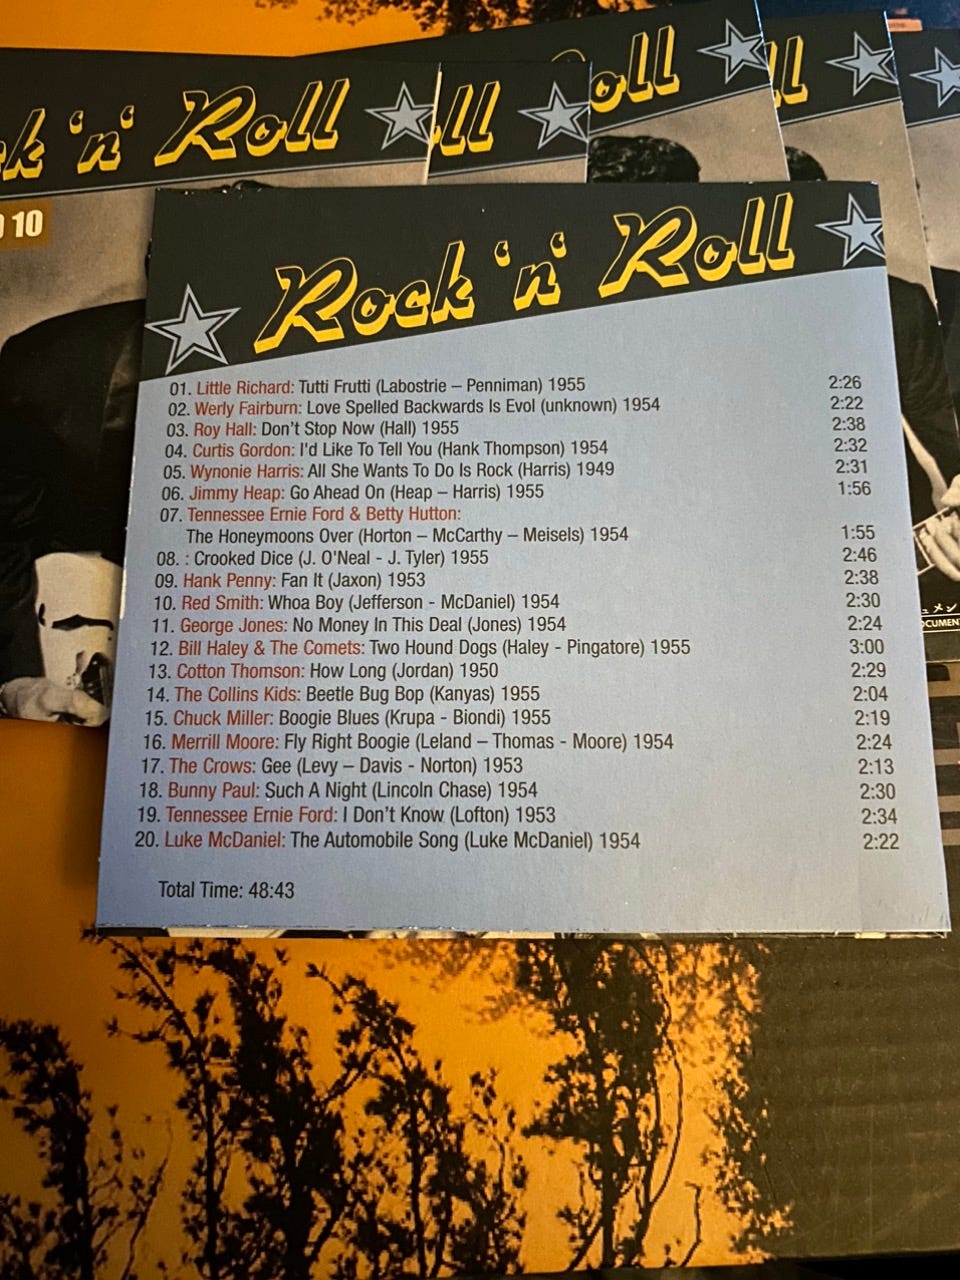 ck 'n' Roll
oll
oll
ll
10
Rock 'n' Roll
01. Little Richard: Tutti Frutti (Labostrie – Penniman) 1955 2:26
02. Werly Fairburn: Love Spelled Backwards Is Evol (unknown) 1954 2:22
03. Roy Hall: Don't Stop Now (Hall) 1955 2:38
04. Curtis Gordon: I'd Like To Tell You (Hank Thompson) 1954 2:32
05. Wynonie Harris: All She Wants To Do Is Rock (Harris) 1949 2:31
06. Jimmy Heap: Go Ahead On (Heap – Harris) 1955 1:56
07. Tennessee Ernie Ford & Betty Hutton:
The Honeymoons Over (Horton – McCarthy – Meisels) 1954 1:55
08. : Crooked Dice (J. O'Neal - J. Tyler) 1955 2:46
09. Hank Penny: Fan It (Jaxon) 1953 2:38
10. Red Smith: Whoa Boy (Jefferson - McDaniel) 1954 2:30
11. George Jones: No Money In This Deal (Jones) 1954 2:24
12. Bill Haley & The Comets: Two Hound Dogs (Haley - Pingatore) 1955 3:00
13. Cotton Thomson: How Long (Jordan) 1950 2:29
14. The Collins Kids: Beetle Bug Bop (Kanyas) 1955 2:04
15. Chuck Miller: Boogie Blues (Krupa - Biondi) 1955 2:19
16. Merrill Moore: Fly Right Boogie (Leland – Thomas - Moore) 1954 2:24
17. The Crows: Gee (Levy – Davis - Norton) 1953 2:13
18. Bunny Paul: Such A Night (Lincoln Chase) 1954 2:30
19. Tennessee Ernie Ford: I Don't Know (Lofton) 1953 2:34
20. Luke McDaniel: The Automobile Song (Luke McDaniel) 1954 2:22
Total Time: 48:43